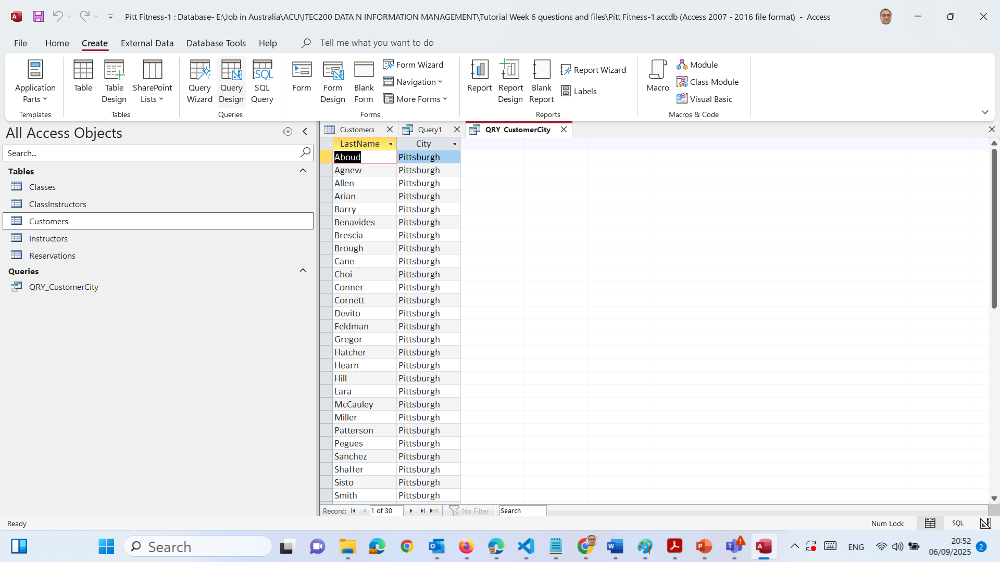 Pitt Fitness-1 : Database- E:\Job in Australia\ACU\ITEC200 DATA N INFORMATION MANAGEMENT\Tutorial Week 6 questions and files\Pitt Fitness-1.accdb (Access 2007 - 2016 file format) - Access
File Home Create External Data Database Tools Help Tell me what you want to do
Application Parts
Templates
Table
Table Design
SharePoint Lists
Tables
Query Wizard
Query Design
SQL Query
Queries
Form
Form Design
Blank Form
Form Wizard
Navigation
More Forms
Forms
Report
Report Design
Blank Report
Report Wizard
Labels
Reports
Macro
Module
Class Module
Visual Basic
Macros & Code
All Access Objects
Search...
Tables
Classes
ClassInstructors
Customers
Instructors
Reservations
Queries
QRY_CustomerCity
Customers Query1 QRY_CustomerCity
LastName City
Aboud Pittsburgh
Agnew Pittsburgh
Allen Pittsburgh
Arian Pittsburgh
Barry Pittsburgh
Benavides Pittsburgh
Brescia Pittsburgh
Brough Pittsburgh
Cane Pittsburgh
Choi Pittsburgh
Conner Pittsburgh
Cornett Pittsburgh
Devito Pittsburgh
Feldman Pittsburgh
Gregor Pittsburgh
Hatcher Pittsburgh
Hearn Pittsburgh
Hill Pittsburgh
Lara Pittsburgh
McCauley Pittsburgh
Miller Pittsburgh
Patterson Pittsburgh
Pegues Pittsburgh
Sanchez Pittsburgh
Shaffer Pittsburgh
Sisto Pittsburgh
Smith Pittsburgh
Record: 1 of 30 No Filter Search
Ready Num Lock SQL
Search ENG 20:52
06/09/2025 2